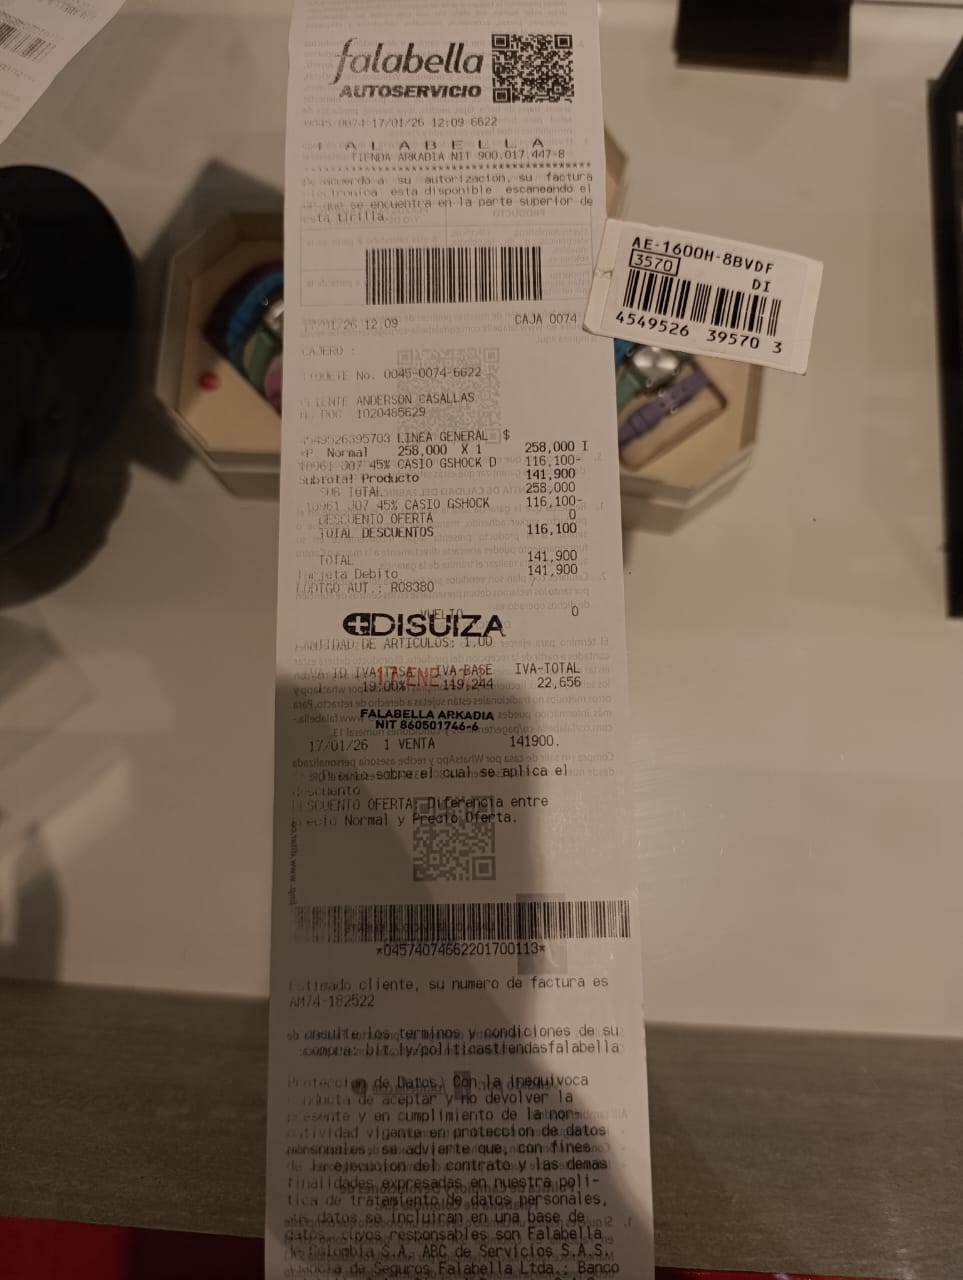 falabella
AUTOSERVICIO
0045-0074 17/01/26 12:09 6622
F A L A B E L L A
TIENDA ARKADIA NIT 900.017.447-8
****************************************
De acuerdo a su autorizacion, su factura
electronica esta disponible escaneando el
QR que se encuentra en la parte superior de
esta tirilla.
AE-1600H-8BVDF
3570
DI
4549526 39570 3
17/01/26 12:09 CAJA 0074
CAJERO :
TIQUETE No. 0045-0074-6622
CLIENTE ANDERSON CASALLAS
N. DOC 1020485629
4549526395703 LINEA GENERAL $
*P Normal 258,000 X 1 258,000 I
10961 307 45% CASIO GSHOCK D 116,100-
Subtotal Producto 141,900
SUB TOTAL 258,000
10961 307 45% CASIO GSHOCK 116,100-
DESCUENTO OFERTA 0
TOTAL DESCUENTOS 116,100
TOTAL 141,900
Tarjeta Debito 141,900
CODIGO AUT.: R08380
VUELTO 0
DISUIZA
CANTIDAD DE ARTICULOS: 1,00
IVA ID IVA-TASA IVA-BASE IVA-TOTAL
17 ENE
19.00% 119,244 22,656
FALABELLA ARKADIA
NIT 860501746-6
17/01/26 1 VENTA 141900.
sobre el cual se aplica el
descuento
DESCUENTO OFERTA: Diferencia entre
Precio Normal y Precio Oferta.
*04574074662201700113*
Estimado cliente, su numero de factura es
AM74-182522
Consulte los terminos y condiciones de su
compra: bit.ly/politicastiendasfalabella
Proteccion de Datos: Con la inequivoca
conducta de aceptar y no devolver la
presente y en cumplimiento de la nor-
matividad vigente en proteccion de datos
personales, se advierte que, con fines
de la ejecucion del contrato y las demas
finalidades expresadas en nuestra poli-
tica de tratamiento de datos personales,
sus datos se incluiran en una base de
datos, cuyos responsables son Falabella
de Colombia S.A, ABC de Servicios S.A.S,
Agencia de Seguros Falabella Ltda.; Banco